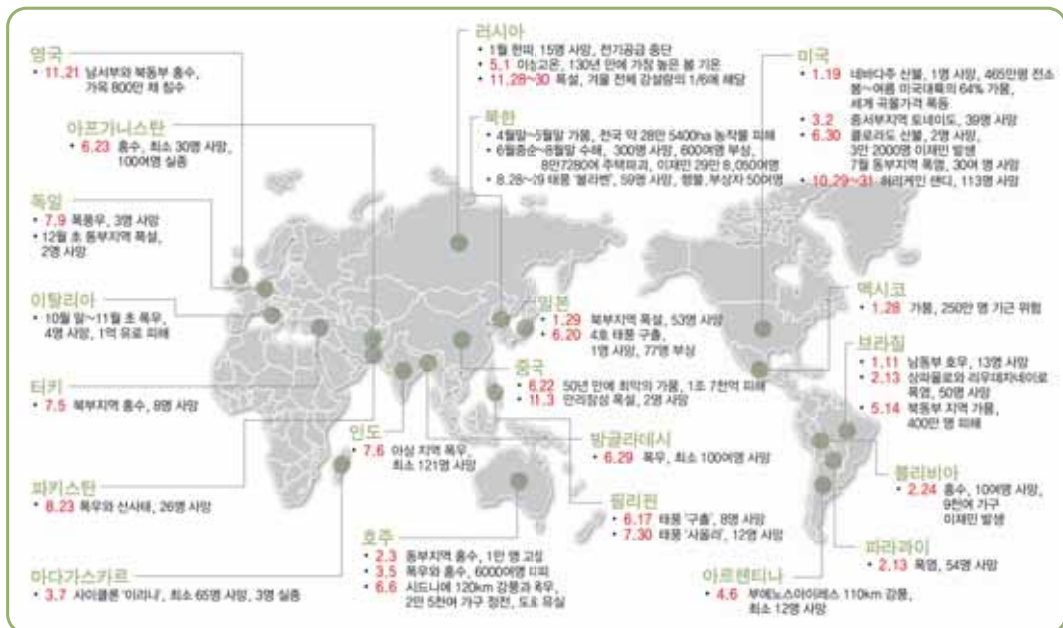 영국
• 11.21 남서부와 북동부 홍수,
가옥 800만 채 침수
아프가니스탄
• 6.23 홍수, 최소 30명 사망,
100여명 실종
독일
• 7.9 폭풍우, 3명 사망
• 12월 초 동부지역 폭설,
2명 사망
이탈리아
• 10월 말~11월 초 폭우,
4명 사망, 1억 유로 피해
터키
• 7.5 북부지역 홍수, 8명 사망
파키스탄
• 8.23 폭우와 산사태, 26명 사망
마다가스카르
• 3.7 사이클론 '이리나', 최소 65명 사망, 3명 실종
러시아
• 1월 한파, 15명 사망, 전기공급 중단
• 5.1 이상고온, 130년 만에 가장 높은 봄 기온
• 11.28~30 폭설, 겨울 전체 강설량의 1/6에 해당
북한
• 4월말~5월말 가뭄, 전국 약 28만 5400ha 농작물 피해
• 6월중순~8월말 수해, 300명 사망, 600여명 부상,
8만7280여 주택파괴, 이재민 29만 8,050여명
• 8.28~29 태풍 '볼라벤', 59명 사망, 행불,부상자 50여명
일본
• 1.29 북부지역 폭설, 53명 사망
• 6.20 4호 태풍 구출,
1명 사망, 77명 부상
중국
• 6.22 50년 만에 최악의 가뭄, 1조 7천억 피해
• 11.3 만리장성 폭설, 2명 사망
인도
• 7.6 아삼 지역 폭우,
최소 121명 사망
방글라데시
• 6.29 폭우, 최소 100여명 사망
필리핀
• 6.17 태풍 '구출', 8명 사망
• 7.30 태풍 '사올라', 12명 사망
호주
• 2.3 동부지역 홍수, 1만 명 고립
• 3.5 폭우와 홍수, 6000여명 대피
• 6.6 시드니에 120km 강풍과 폭우,
2만 5천여 가구 정전, 도로 유실
미국
• 1.19 네바다주 산불, 1명 사망, 465만평 전소
봄~여름 미국대륙의 64% 가뭄,
세계 곡물가격 폭등
• 3.2 중서부지역 토네이도, 39명 사망
• 6.30 콜로라도 산불, 2명 사망,
3만 2000명 이재민 발생
7월 동부지역 폭염, 30여 명 사망
• 10.29~31 허리케인 샌디, 113명 사망
멕시코
• 1.28 가뭄, 250만 명 기근 위험
브라질
• 1.11 남동부 호우, 13명 사망
• 2.13 상파울로와 리우데자네이로
폭염, 50명 사망
• 5.14 북동부 지역 가뭄,
400만 명 피해
볼리비아
• 2.24 홍수, 10여명 사망,
9천여 가구
이재민 발생
파라과이
• 2.13 폭염, 54명 사망
아르헨티나
• 4.6 부에노스아이레스 110km 강풍,
최소 12명 사망